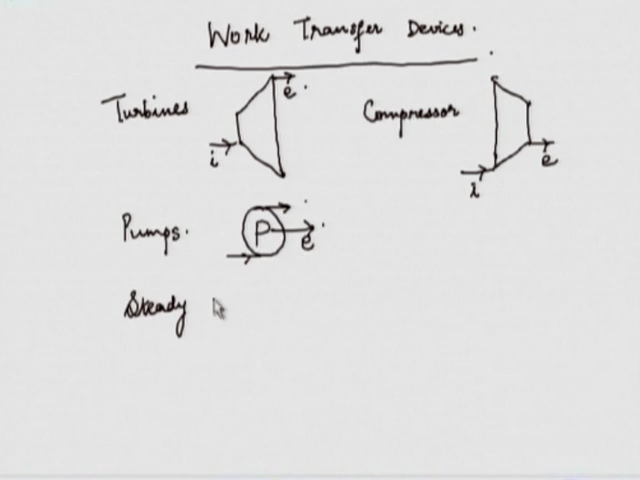 Work Transfer Devices.
Turbines i e Compressor i e
Pumps. P e
Steady